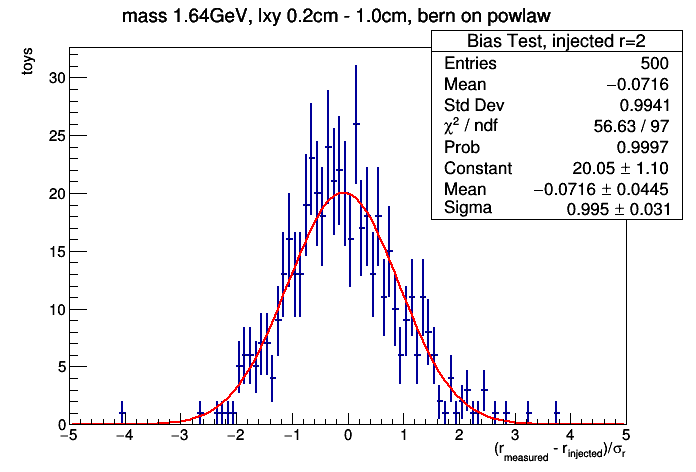 mass 1.64GeV, lxy 0.2cm - 1.0cm, bern on powlaw
Bias Test, injected r=2
Entries 500
Mean −0.0716
Std Dev 0.9941
χ² / ndf 56.63 / 97
Prob 0.9997
Constant 20.05 ± 1.10
Mean −0.0716 ± 0.0445
Sigma 0.995 ± 0.031
toys
30
25
20
15
10
5
0
−5 −4 −3 −2 −1 0 1 2 3 4 5
(r_measured - r_injected)/σ_r